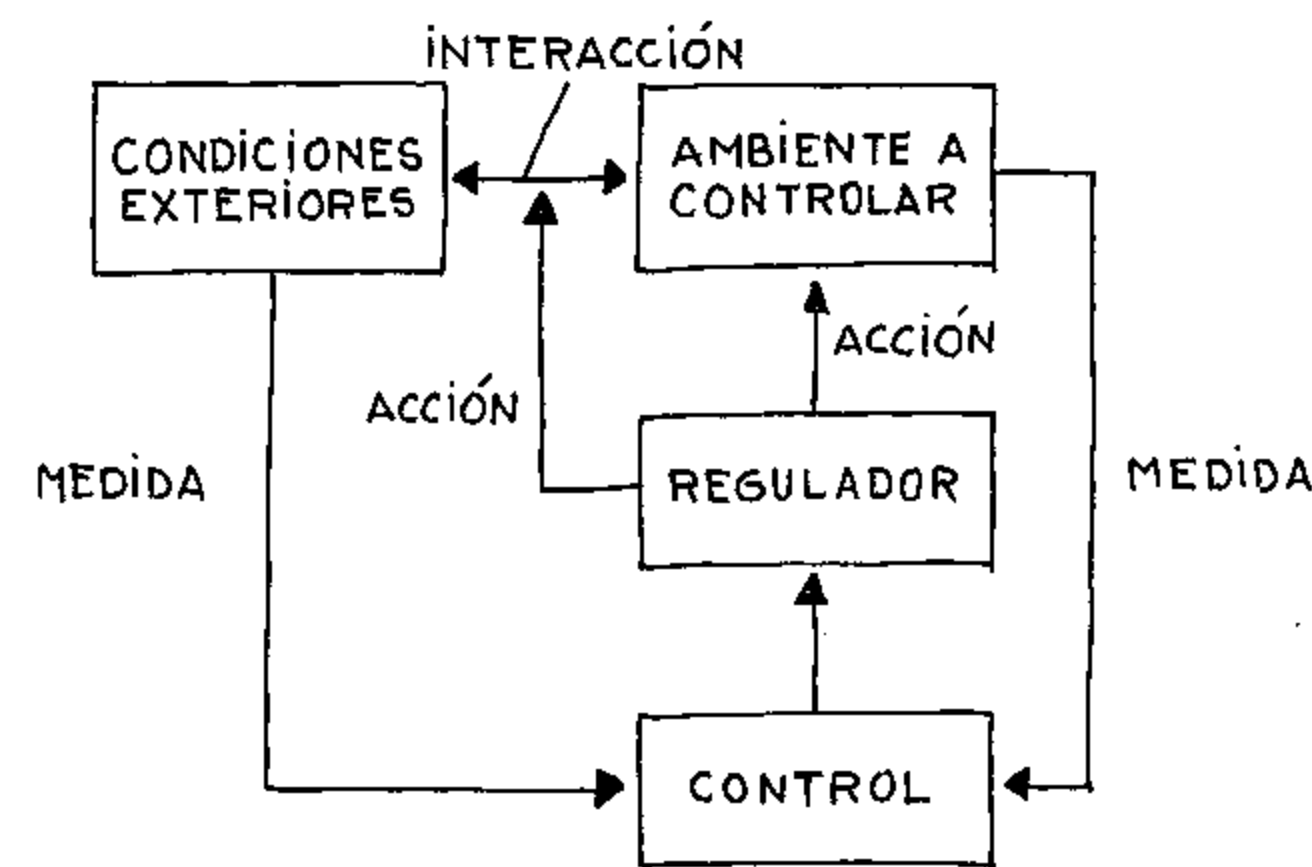 INTERACCIÓN
CONDICIONES
EXTERIORES
AMBIENTE A
CONTROLAR
ACCIÓN
ACCIÓN
MEDIDA
REGULADOR
MEDIDA
CONTROL